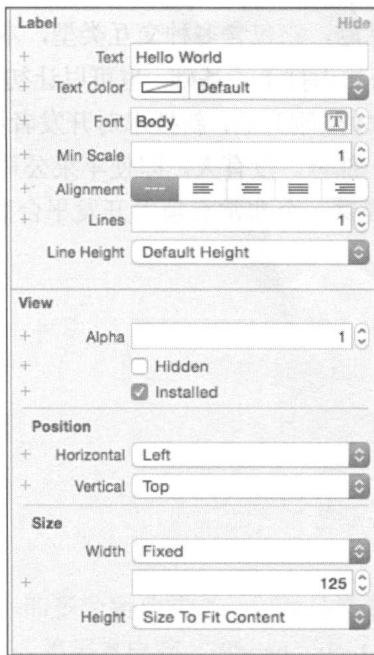 Label Hide
+ Text Hello World
+ Text Color Default
+ Font Body T
+ Min Scale 1
+ Alignment ---
+ Lines 1
Line Height Default Height
View
+ Alpha 1
+ Hidden
+ Installed
Position
+ Horizontal Left
+ Vertical Top
Size
Width Fixed
+ 125
Height Size To Fit Content